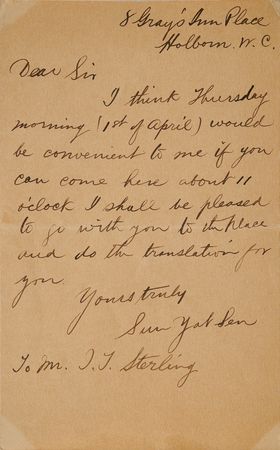 8 Gray's Inn Place
Holborn. W. C.
Dear Sir
I think Thursday
morning (1st of April) would
be convenient to me if you
can come here about 11
o'clock I shall be pleased
to go with you to the place
and do the translation for
you.
Yours truly
Sun Yat Sen
To Mr. J. T. Sterling